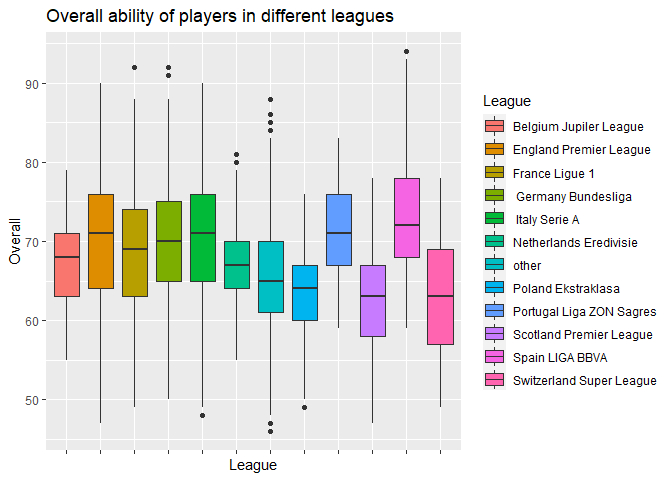 Overall ability of players in different leagues
90
80
70
60
50
Overall
League
League
Belgium Jupiler League
England Premier League
France Ligue 1
Germany Bundesliga
Italy Serie A
Netherlands Eredivisie
other
Poland Ekstraklasa
Portugal Liga ZON Sagres
Scotland Premier League
Spain LIGA BBVA
Switzerland Super League